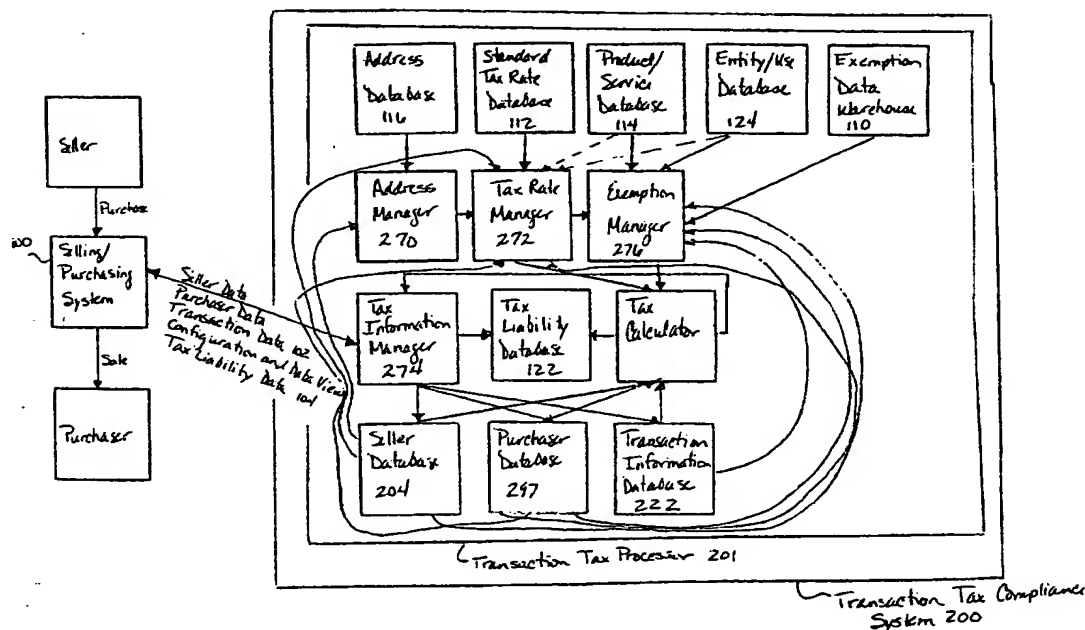 Address
Database
116
Standard
Tax Rate
Database
112
Product/
Service
Database
114
Entity/Use
Database
124
Exemption
Data
Warehouse
110
Seller
Purchase
100
Selling/
Purchasing
System
Sale
Purchaser
Seller Data
Purchaser Data
Transaction Data 102
Configuration and Data Views
Tax Liability Data 104
Address
Manager
270
Tax Rate
Manager
272
Exemption
Manager
276
Tax
Information
Manager
274
Tax
Liability
Database
122
Tax
Calculator
Seller
Database
204
Purchaser
Database
297
Transaction
Information
Database
222
Transaction Tax Processor 201
Transaction Tax Compliance
System 200